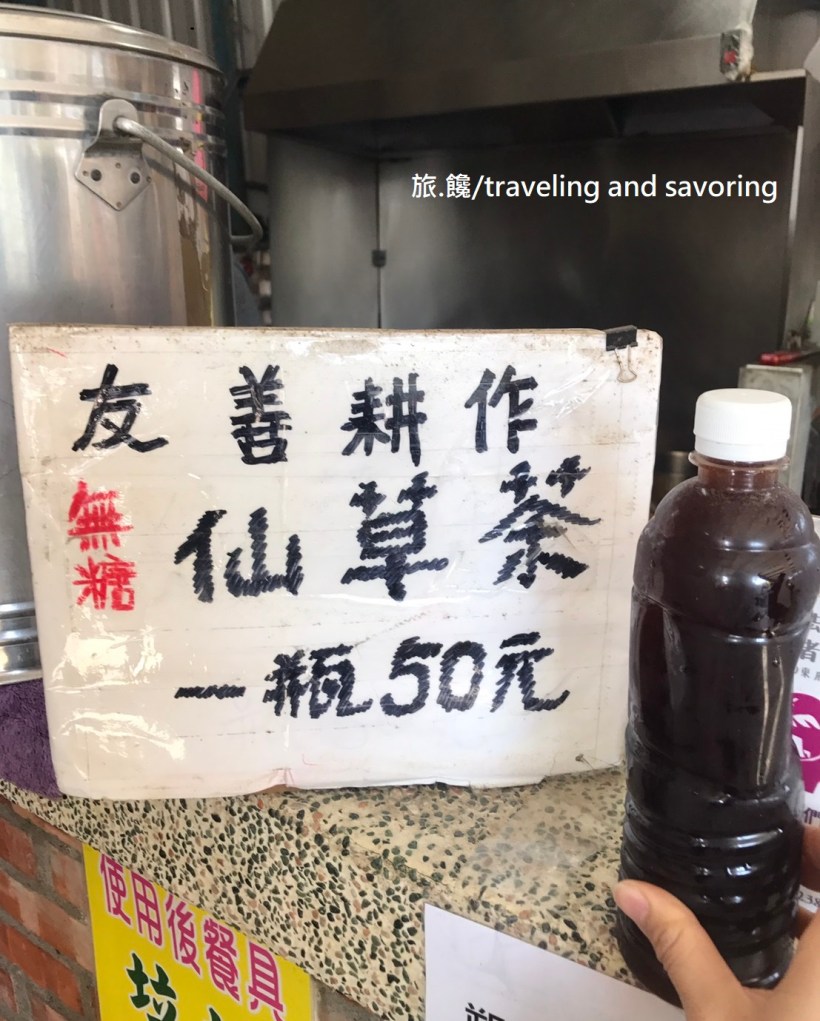 旅.饞/traveling and savoring
友善耕作
無糖
仙草茶
一瓶50元
使用後餐具